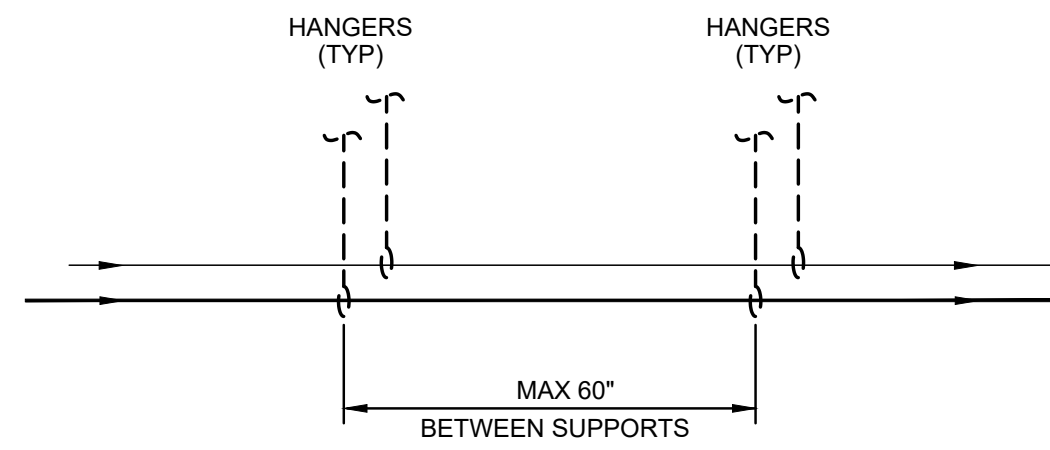 HANGERS
(TYP)
HANGERS
(TYP)
MAX 60"
BETWEEN SUPPORTS